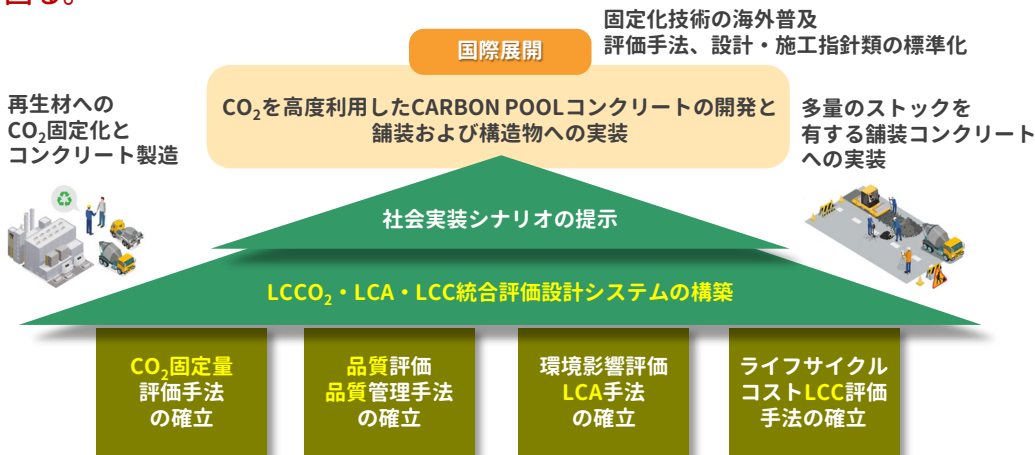 図る。
固定化技術の海外普及
評価手法、設計・施工指針類の標準化
国際展開
再生材への
CO₂固定化と
コンクリート製造
CO₂を高度利用したCARBON POOLコンクリートの開発と
舗装および構造物への実装
多量のストックを
有する舗装コンクリート
への実装
社会実装シナリオの提示
LCCO₂・LCA・LCC統合評価設計システムの構築
CO₂固定量
評価手法
の確立
品質評価
品質管理手法
の確立
環境影響評価
LCA手法
の確立
ライフサイクル
コストLCC評価
手法の確立